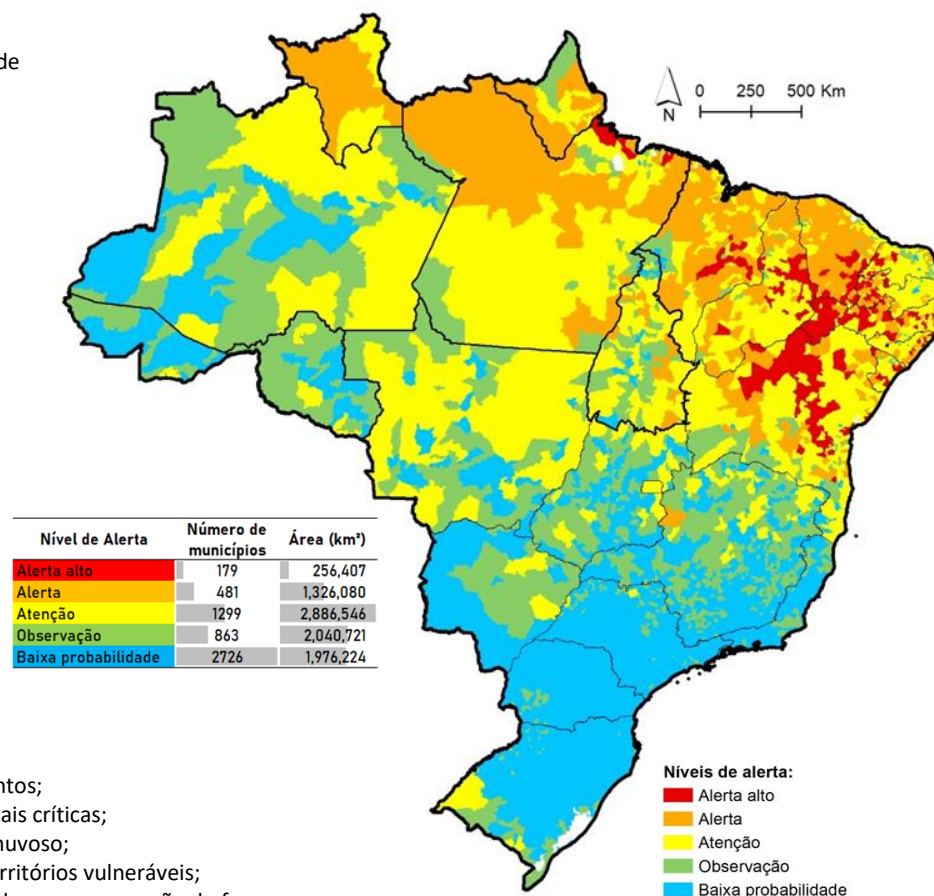 de
0 250 500 Km
N
Nível de Alerta Número de municípios Área (km²)
Alerta alto 179 256,407
Alerta 481 1,326,080
Atenção 1299 2,886,546
Observação 863 2,040,721
Baixa probabilidade 2726 1,976,224
ntos;
ais críticas;
nuvoso;
rritórios vulneráveis;
Níveis de alerta:
Alerta alto
Alerta
Atenção
Observação
Baixa probabilidade